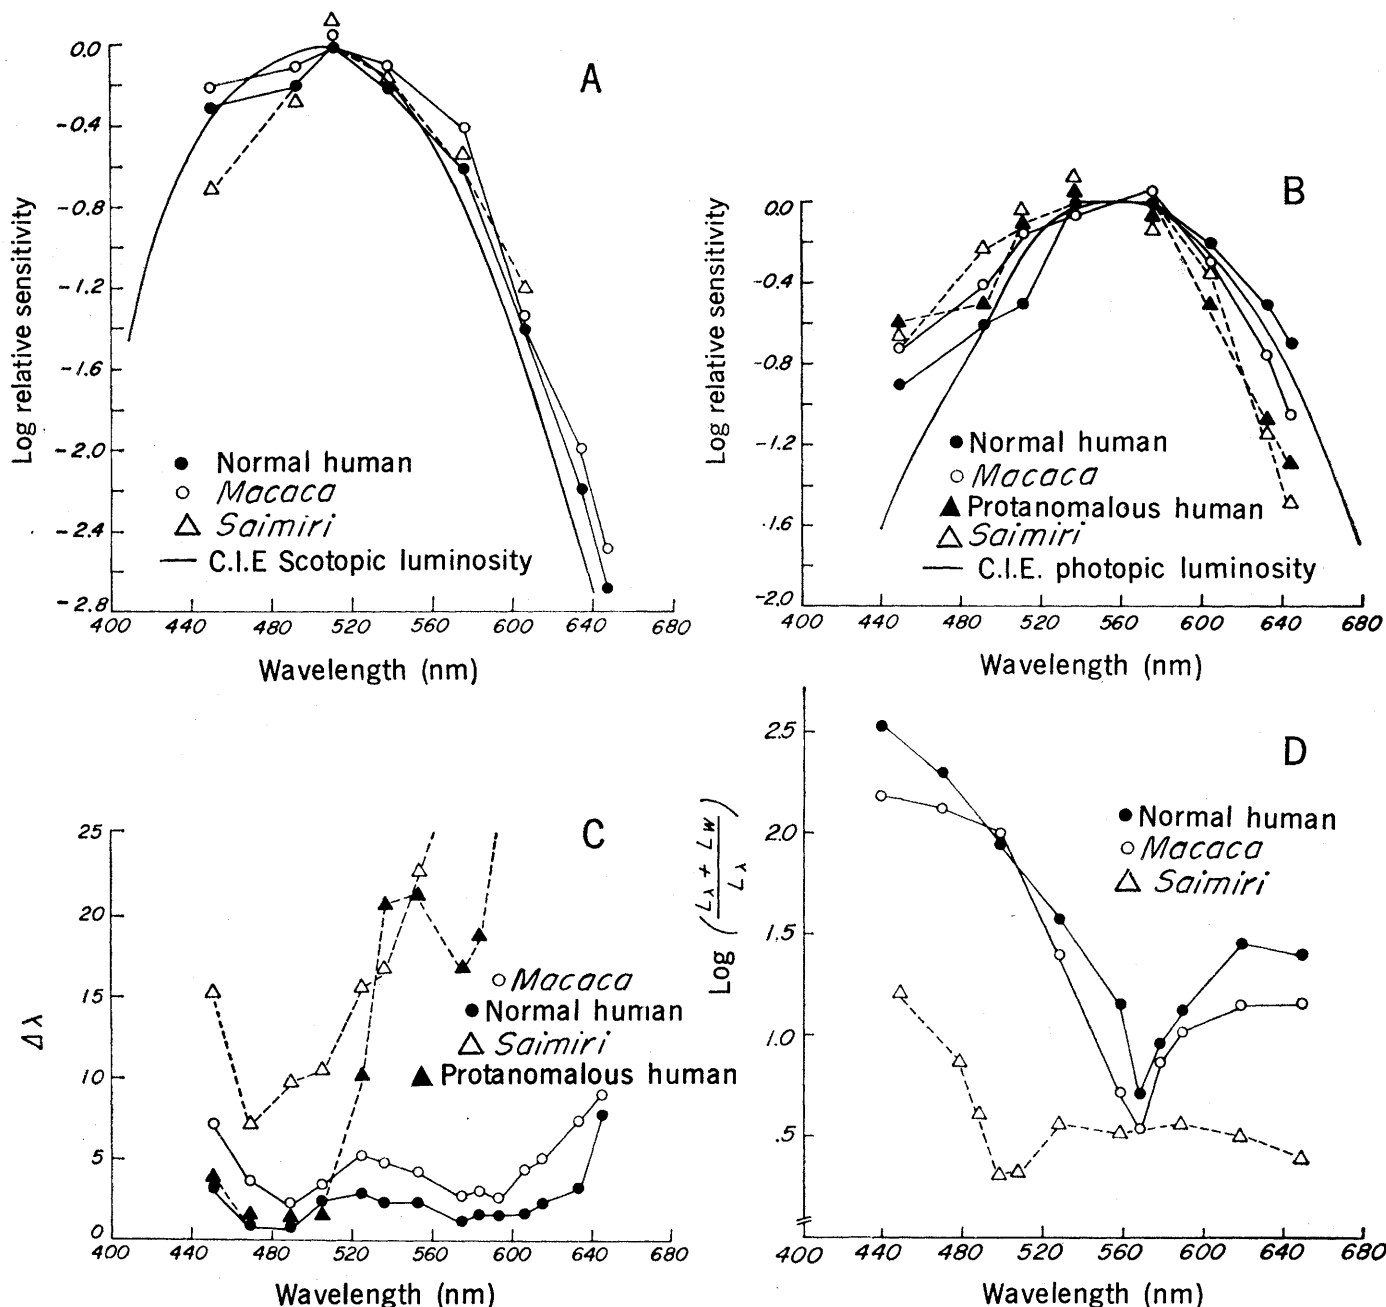 A
0.0
-0.4
-0.8
-1.2
-1.6
-2.0
-2.4
-2.8
Log relative sensitivity
Normal human
Macaca
Saimiri
C.I.E Scotopic luminosity
400 440 480 520 560 600 640 680
Wavelength (nm)
B
0.0
-0.4
-0.8
-1.2
-1.6
-2.0
Log relative sensitivity
Normal human
Macaca
Protanomalous human
Saimiri
C.I.E. photopic luminosity
400 440 480 520 560 600 640 680
Wavelength (nm)
C
25
20
15
10
5
0
Δλ
Macaca
Normal human
Saimiri
Protanomalous human
400 440 480 520 560 600 640 680
Wavelength (nm)
D
2.5
2.0
1.5
1.0
.5
Log (Lλ + LW / Lλ)
Normal human
Macaca
Saimiri
400 440 480 520 560 600 640 680
Wavelength (nm)